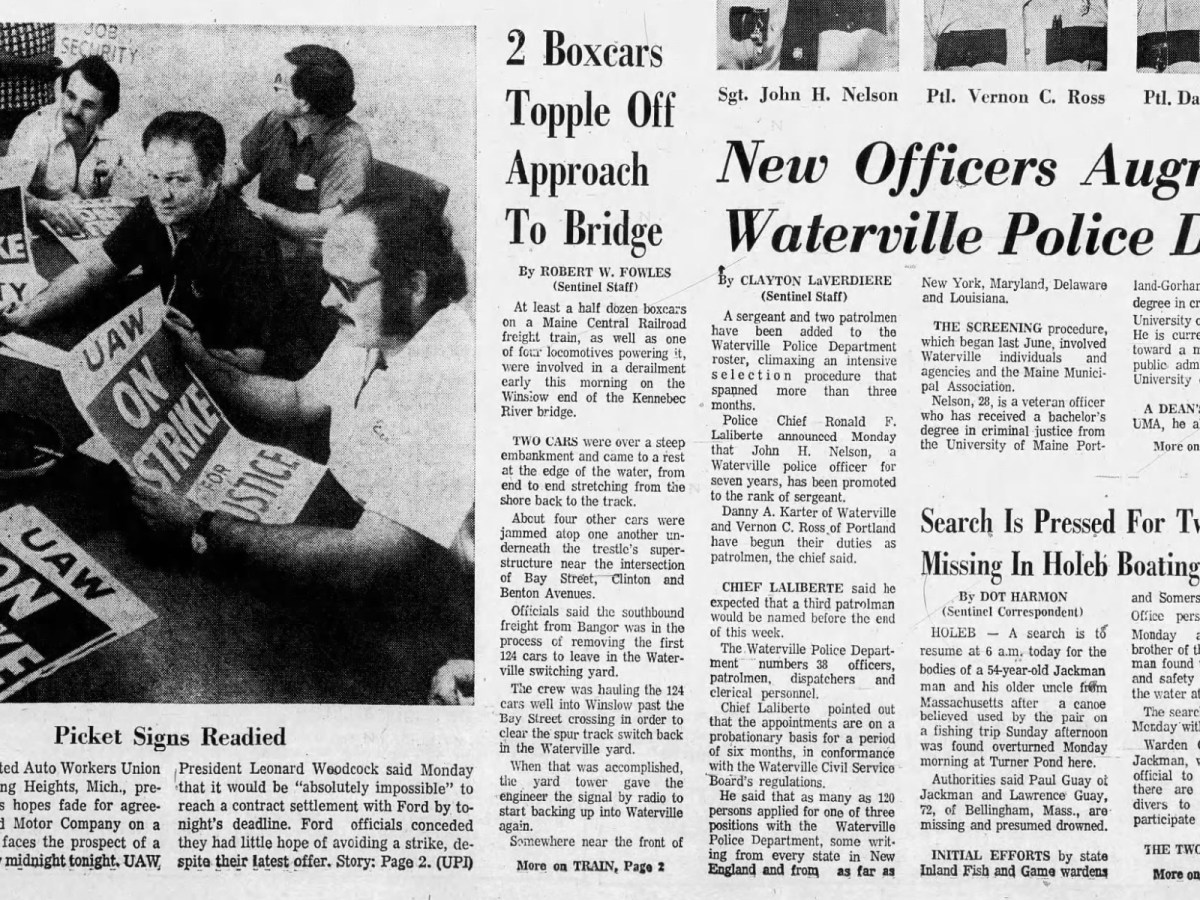 JOB
SECURITY
UAW
ON
STRIKE
FOR
JUSTICE
UAW
Picket Signs Readied
ted Auto Workers Union
ng Heights, Mich., pre-
s hopes fade for agree-
d Motor Company on a
faces the prospect of a
midnight tonight. UAW,
President Leonard Woodcock said Monday
that it would be "absolutely impossible" to
reach a contract settlement with Ford by to-
night's deadline. Ford officials conceded
they had little hope of avoiding a strike, de-
spite their latest offer. Story: Page 2. (UPI)
2 Boxcars
Topple Off
Approach
To Bridge
By ROBERT W. FOWLES
(Sentinel Staff)
At least a half dozen boxcars
on a Maine Central Railroad
freight train, as well as one
of four locomotives powering it,
were involved in a derailment
early this morning on the
Winslow end of the Kennebec
River bridge.
TWO CARS were over a steep
embankment and came to a rest
at the edge of the water, from
end to end stretching from the
shore back to the track.
About four other cars were
jammed atop one another un-
derneath the trestle's super-
structure near the intersection
of Bay Street, Clinton and
Benton Avenues.
Officials said the southbound
freight from Bangor was in the
process of removing the first
124 cars to leave in the Water-
ville switching yard.
The crew was hauling the 124
cars well into Winslow past the
Bay Street crossing in order to
clear the spur track switch back
in the Waterville yard.
When that was accomplished,
the yard tower gave the
engineer the signal by radio to
start backing up into Waterville
again.
Somewhere near the front of
More on TRAIN, Page 2
Sgt. John H. Nelson
Ptl. Vernon C. Ross
Ptl. Da
New Officers Augm
Waterville Police D
By CLAYTON LaVERDIERE
(Sentinel Staff)
A sergeant and two patrolmen
have been added to the
Waterville Police Department
roster, climaxing an intensive
selection procedure that
spanned more than three
months.
Police Chief Ronald F.
Laliberte announced Monday
that John H. Nelson, a
Waterville police officer for
seven years, has been promoted
to the rank of sergeant.
Danny A. Karter of Waterville
and Vernon C. Ross of Portland
have begun their duties as
patrolmen, the chief said.
CHIEF LALIBERTE said he
expected that a third patrolman
would be named before the end
of this week.
The Waterville Police Depart-
ment numbers 38 officers,
patrolmen, dispatchers and
clerical personnel.
Chief Laliberte pointed out
that the appointments are on a
probationary basis for a period
of six months, in conformance
with the Waterville Civil Service
Board's regulations.
He said that as many as 120
persons applied for one of three
positions with the Waterville
Police Department, some writ-
ing from every state in New
England and from as far as
New York, Maryland, Delaware
and Louisiana.
THE SCREENING procedure,
which began last June, involved
Waterville individuals and
agencies and the Maine Munici-
pal Association.
Nelson, 28, is a veteran officer
who has received a bachelor's
degree in criminal justice from
the University of Maine Port-
land-Gorham
degree in cr
University o
He is curre
toward a m
public adm
University
A DEAN'S
UMA, he a
More on
Search Is Pressed For Tw
Missing In Holeb Boating
By DOT HARMON
(Sentinel Correspondent)
HOLEB — A search is to
resume at 6 a.m. today for the
bodies of a 54-year-old Jackman
man and his older uncle from
Massachusetts after a canoe
believed used by the pair on
a fishing trip Sunday afternoon
was found overturned Monday
morning at Turner Pond here.
Authorities said Paul Guay of
Jackman and Lawrence Guay,
72, of Bellingham, Mass., are
missing and presumed drowned.
INITIAL EFFORTS by state
Inland Fish and Game wardens
and Somers
Office pers
Monday a
brother of th
man found
and safety
the water at
The searc
Monday with
Warden
Jackman, w
official to
there are
divers to
participate
THE TWO
More on